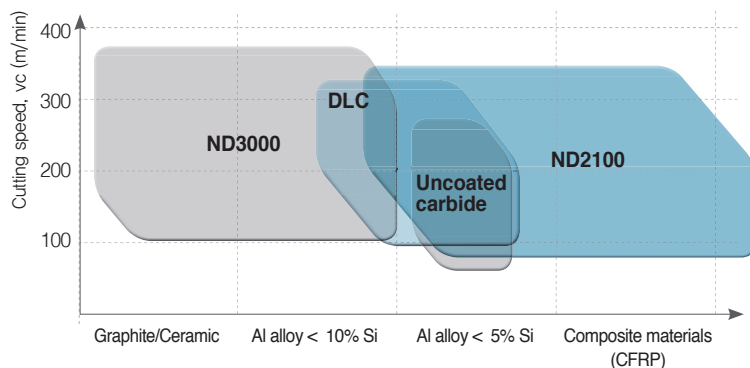 Cutting speed, vc (m/min)
400
300
200
100
ND3000
DLC
Uncoated
carbide
ND2100
Graphite/Ceramic
Al alloy < 10% Si
Al alloy < 5% Si
Composite materials
(CFRP)